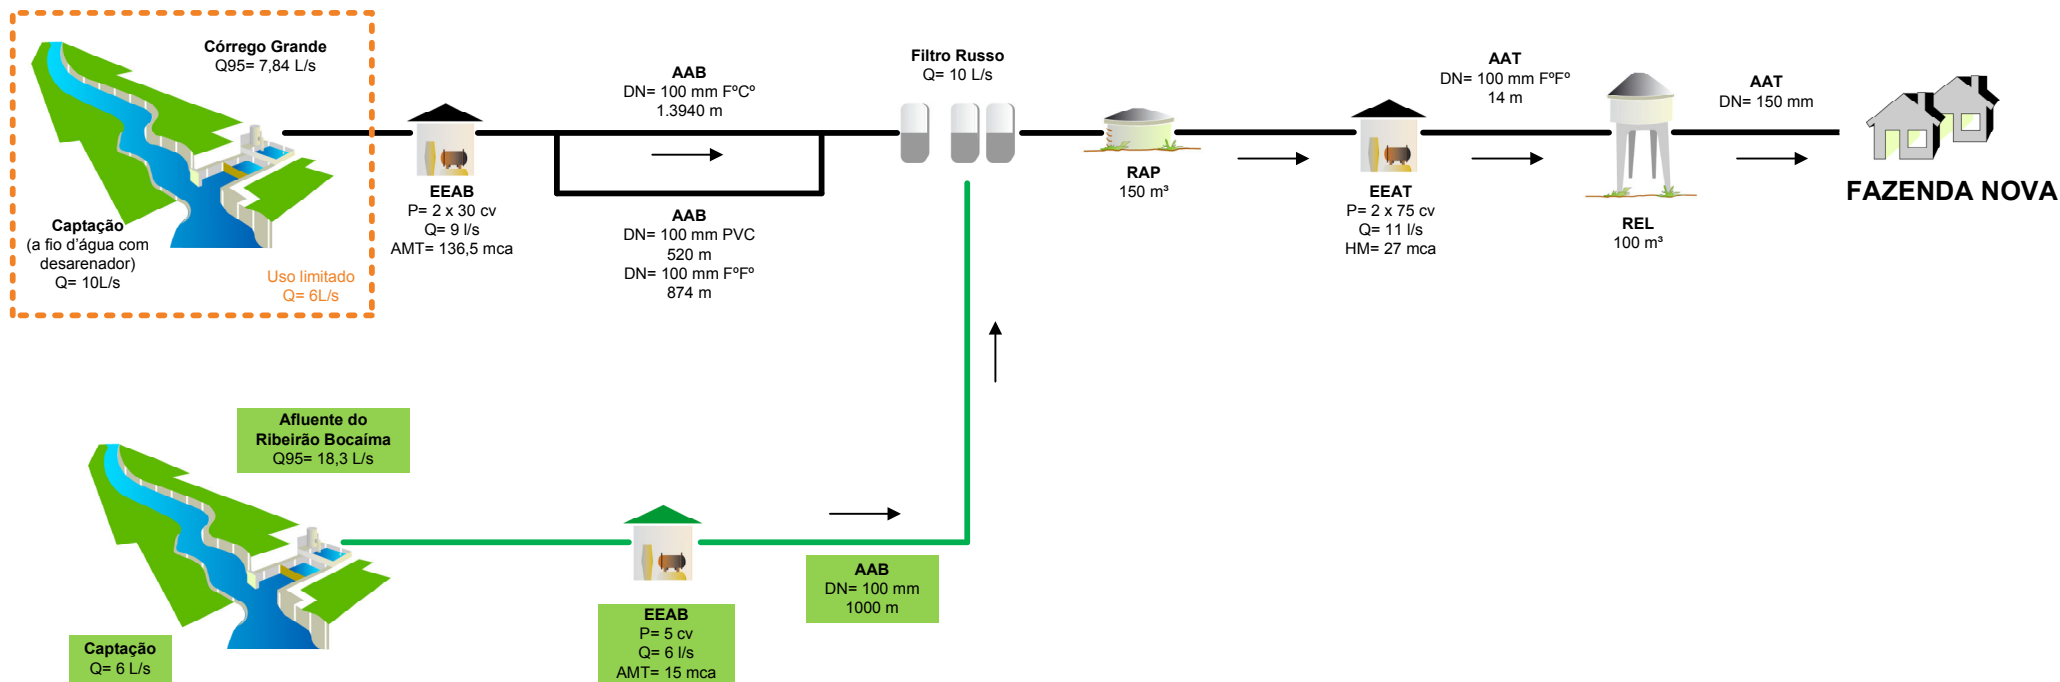 Córrego Grande
Q95= 7,84 L/s
Captação
(a fio d'água com
desarenador)
Q= 10L/s
Uso limitado
Q= 6L/s
EEAB
P= 2 x 30 cv
Q= 9 l/s
AMT= 136,5 mca
AAB
DN= 100 mm FºCº
1.3940 m
AAB
DN= 100 mm PVC
520 m
DN= 100 mm FºFº
874 m
Filtro Russo
Q= 10 L/s
RAP
150 m³
EEAT
P= 2 x 75 cv
Q= 11 l/s
HM= 27 mca
AAT
DN= 100 mm FºFº
14 m
REL
100 m³
AAT
DN= 150 mm
FAZENDA NOVA
Afluente do
Ribeirão Bocaíma
Q95= 18,3 L/s
Captação
Q= 6 L/s
EEAB
P= 5 cv
Q= 6 l/s
AMT= 15 mca
AAB
DN= 100 mm
1000 m